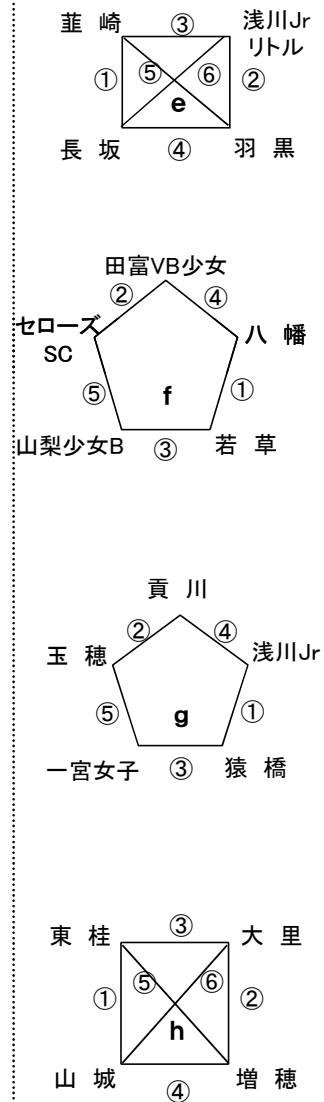 韮 崎 ③ 浅川Jr
リトル
① ⑤ ⑥ ②
e
長 坂 ④ 羽 黒
田富VB少女
② ④
セローズ
SC
八 幡
⑤ f ①
山梨少女B ③ 若 草
貢 川
② ④
玉 穂 浅川Jr
⑤ g ①
一宮女子 ③ 猿 橋
東 桂 ③ 大 里
① ⑤ ⑥ ②
h
山 城 ④ 増 穂